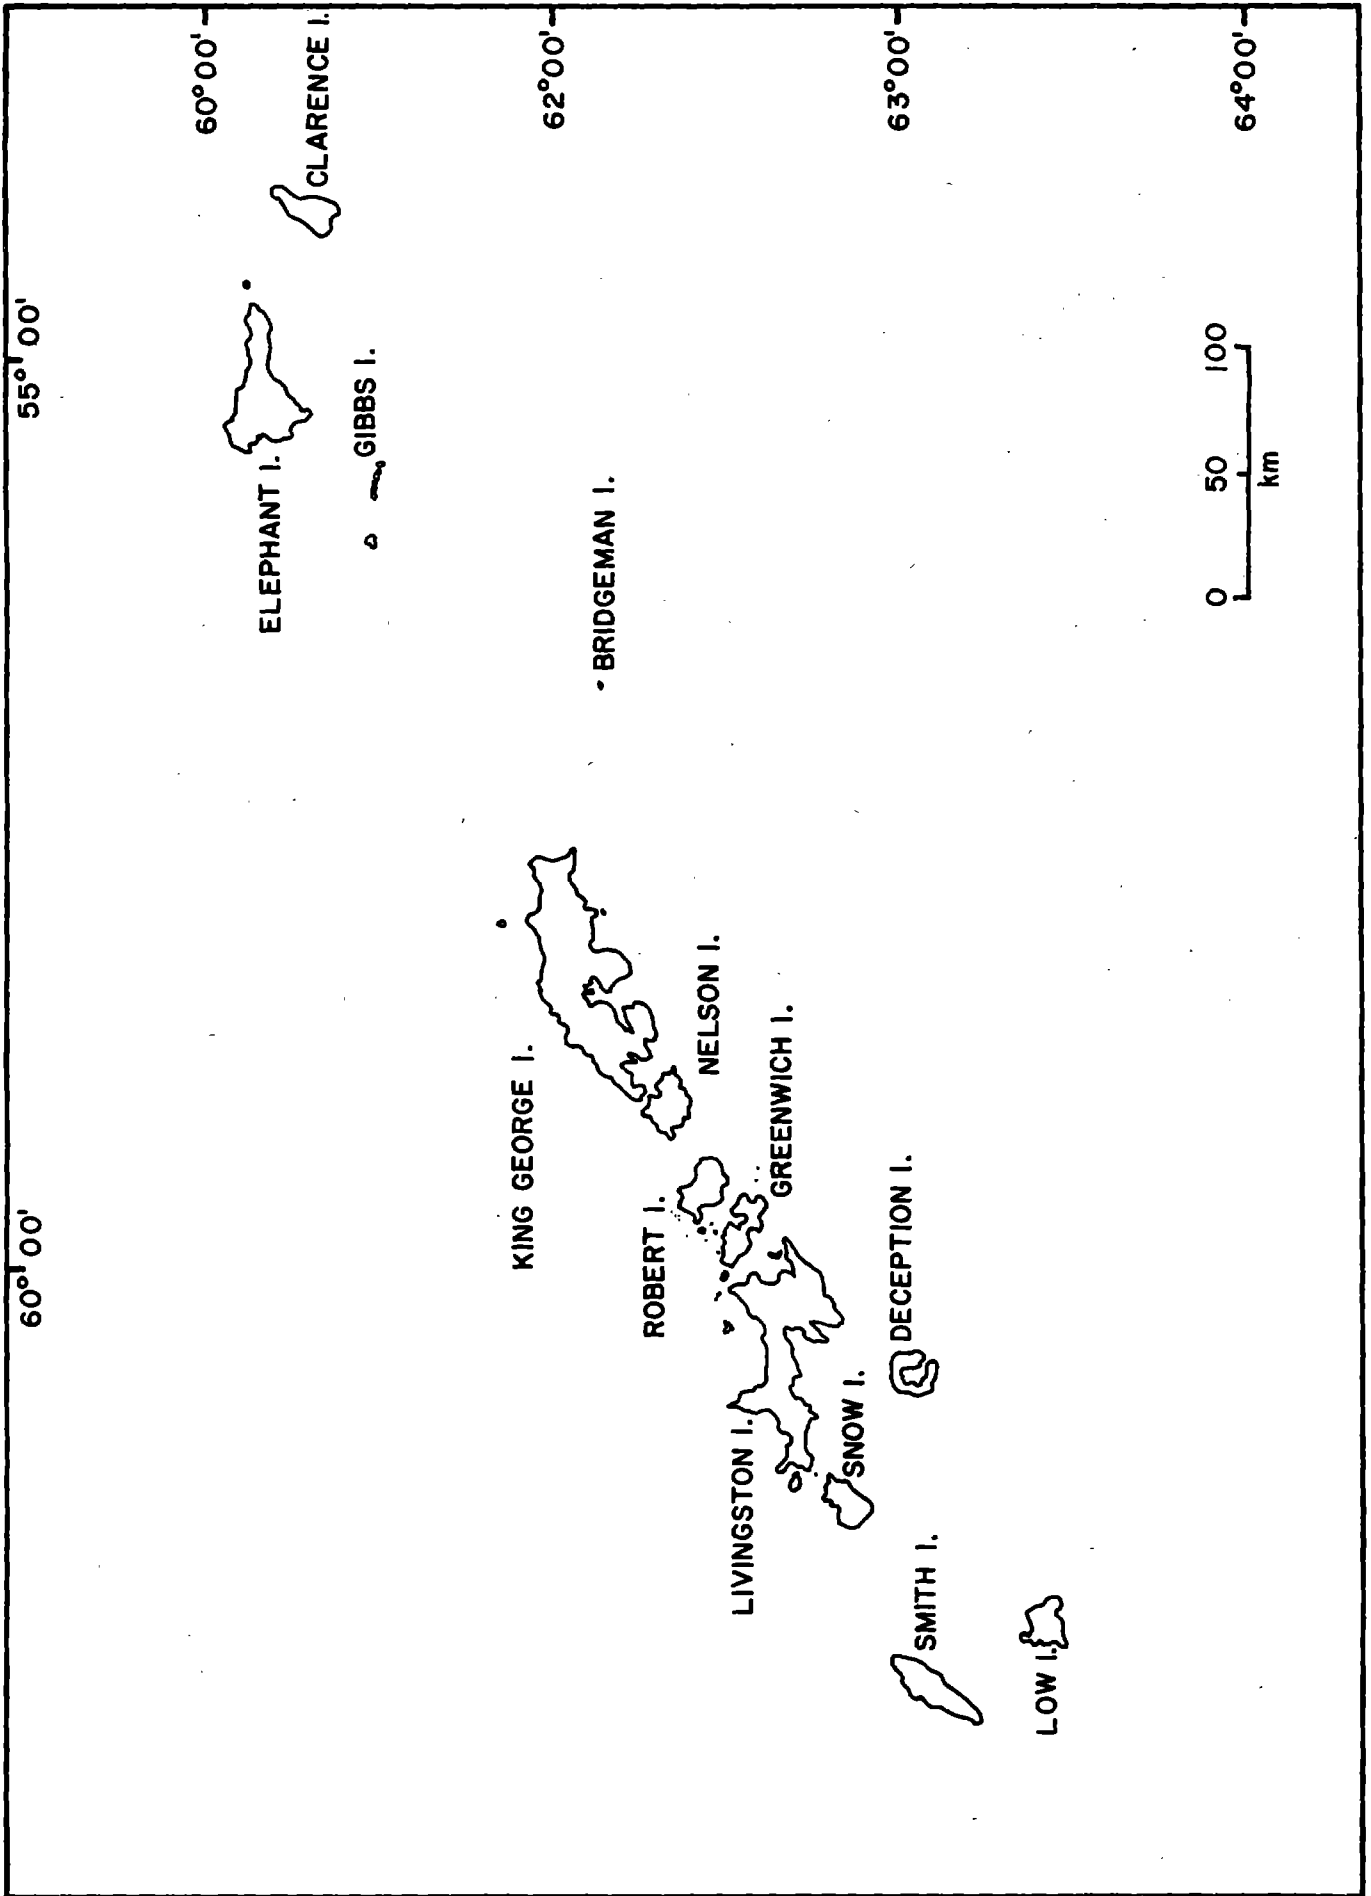 60°00'
55°00'
60°00'
ELEPHANT I.
CLARENCE I.
GIBBS I.
KING GEORGE I.
62°00'
BRIDGEMAN I.
ROBERT I.
NELSON I.
LIVINGSTON I.
GREENWICH I.
SNOW I.
63°00'
DECEPTION I.
SMITH I.
LOW I.
0 50 100
km
64°00'